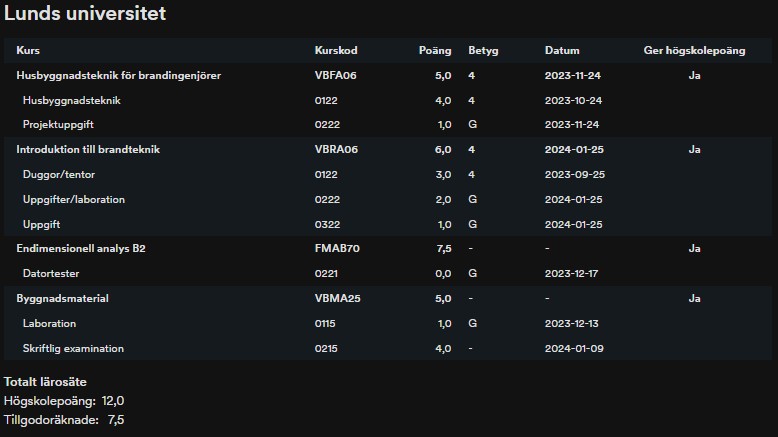 Lunds universitet
Kurs Kurskod Poäng Betyg Datum Ger högskolepoäng
Husbyggnadsteknik för brandingenjörer VBFA06 5,0 4 2023-11-24 Ja
Husbyggnadsteknik 0122 4,0 4 2023-10-24
Projektuppgift 0222 1,0 G 2023-11-24
Introduktion till brandteknik VBRA06 6,0 4 2024-01-25 Ja
Duggor/tentor 0122 3,0 4 2023-09-25
Uppgifter/laboration 0222 2,0 G 2024-01-25
Uppgift 0322 1,0 G 2024-01-25
Endimensionell analys B2 FMAB70 7,5 - - Ja
Datortester 0221 0,0 G 2023-12-17
Byggnadsmaterial VBMA25 5,0 - - Ja
Laboration 0115 1,0 G 2023-12-13
Skriftlig examination 0215 4,0 - 2024-01-09
Totalt lärosäte
Högskolepoäng: 12,0
Tillgodoräknade: 7,5